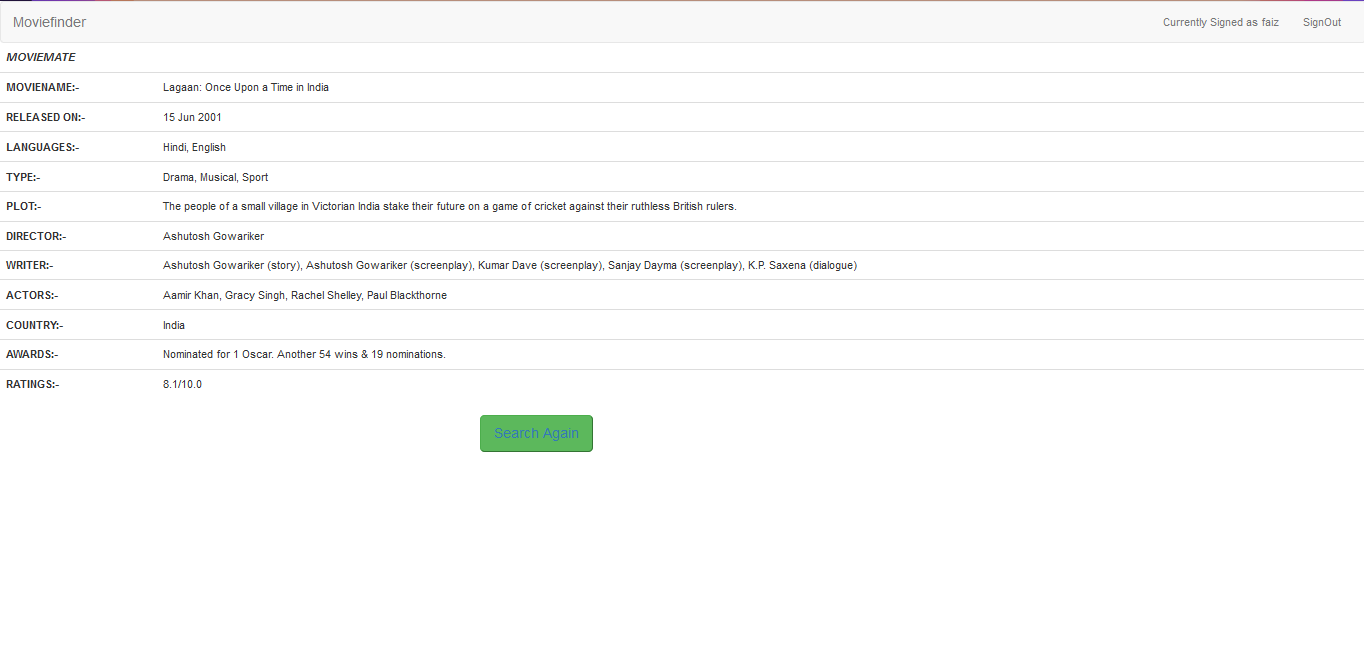 Moviefinder Currently Signed as faiz SignOut
MOVIEMATE
MOVIENAME:- Lagaan: Once Upon a Time in India
RELEASED ON:- 15 Jun 2001
LANGUAGES:- Hindi, English
TYPE:- Drama, Musical, Sport
PLOT:- The people of a small village in Victorian India stake their future on a game of cricket against their ruthless British rulers.
DIRECTOR:- Ashutosh Gowariker
WRITER:- Ashutosh Gowariker (story), Ashutosh Gowariker (screenplay), Kumar Dave (screenplay), Sanjay Dayma (screenplay), K.P. Saxena (dialogue)
ACTORS:- Aamir Khan, Gracy Singh, Rachel Shelley, Paul Blackthorne
COUNTRY:- India
AWARDS:- Nominated for 1 Oscar. Another 54 wins & 19 nominations.
RATINGS:- 8.1/10.0
Search Again